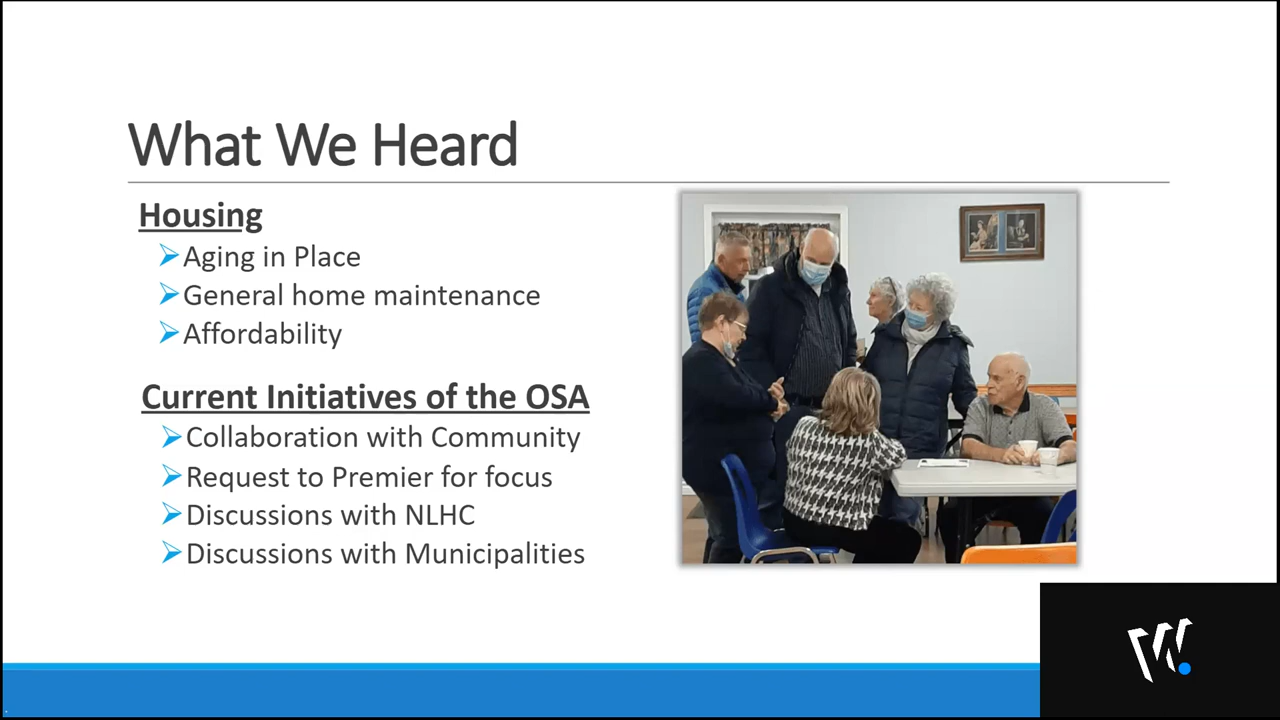 What We Heard
Housing
Aging in Place
General home maintenance
Affordability
Current Initiatives of the OSA
Collaboration with Community
Request to Premier for focus
Discussions with NLHC
Discussions with Municipalities
W.